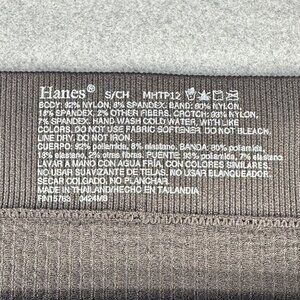 Hanes® S/CH MHTP12
BODY: 92% NYLON, 8% SPANDEX. BAND: 80% NYLON,
18% SPANDEX, 2% OTHER FIBERS. CROTCH: 93% NYLON,
7% SPANDEX. HAND WASH COLD WATER, WITH LIKE
COLORS. DO NOT USE FABRIC SOFTENER. DO NOT BLEACH.
LINE DRY. DO NOT IRON.
CUERPO: 92% poliamida, 8% elastano. BANDA: 80% poliamida,
18% elastano, 2% otras fibras. PUENTE: 93% poliamida, 7% elastano
LAVAR A MANO CON AGUA FRÍA, CON COLORES SIMILARES.
NO USAR SUAVIZANTE DE TELAS. NO USAR BLANQUEADOR.
SECAR COLGADO. NO PLANCHAR
MADE IN THAILAND/HECHO EN TAILANDIA
RN15763 0424MB